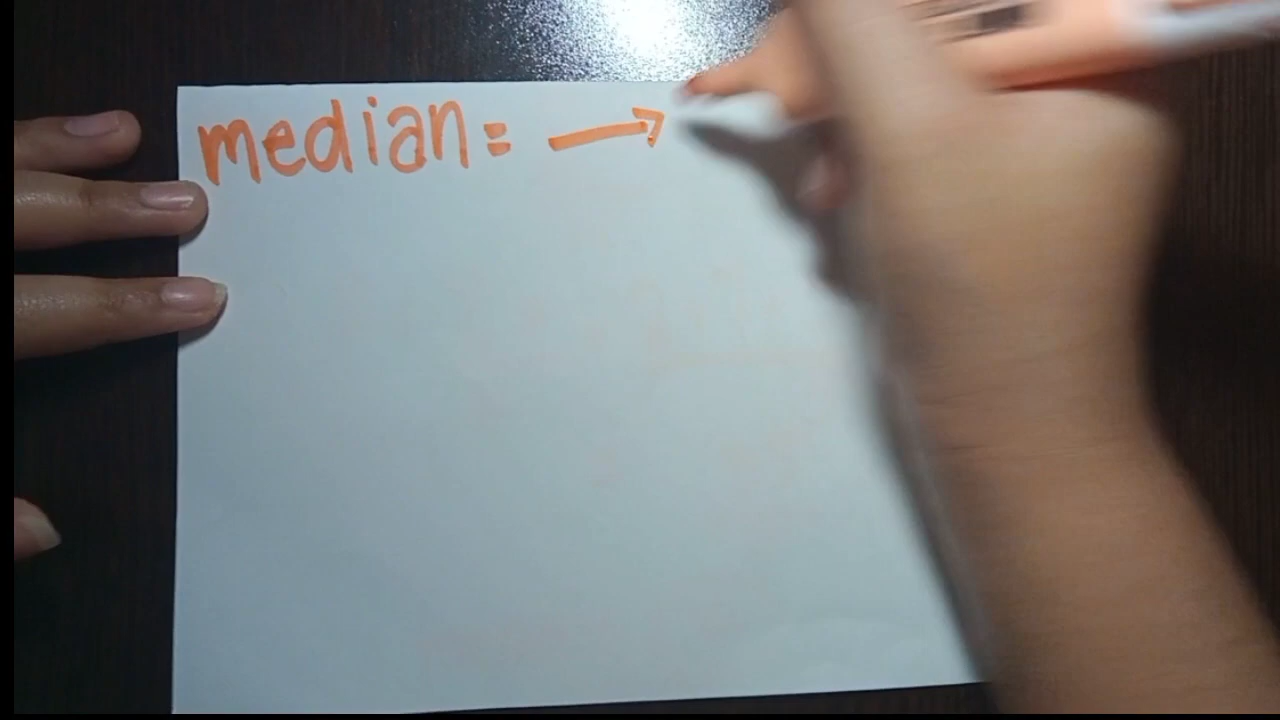 median= →